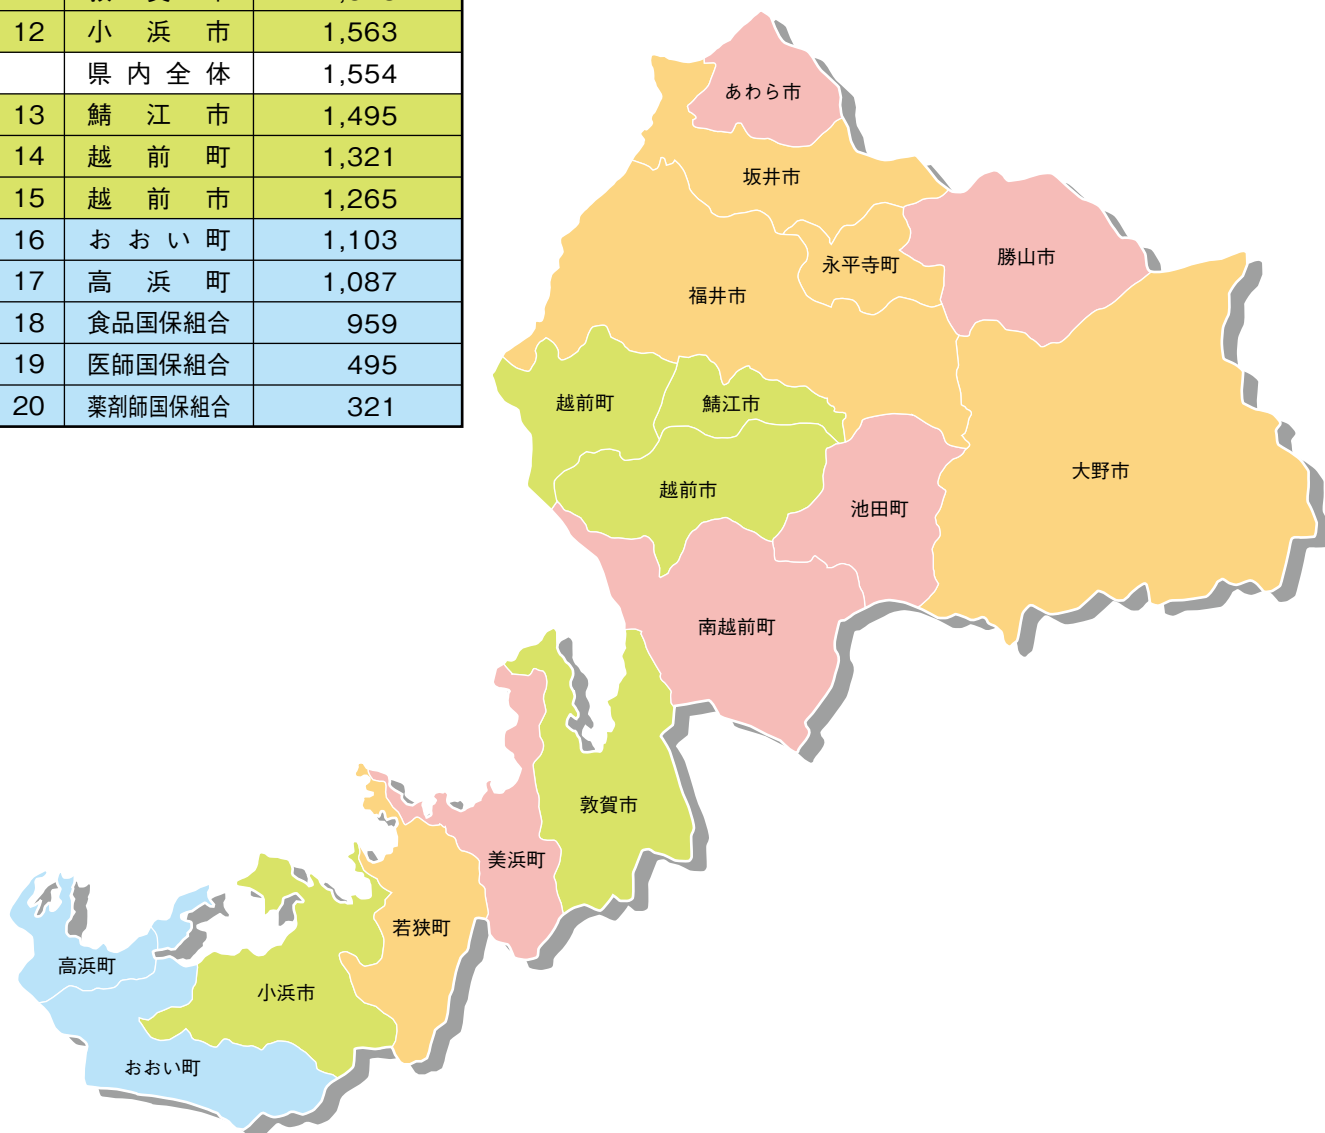 12 小浜市 1,563
県内全体 1,554
13 鯖江市 1,495
14 越前町 1,321
15 越前市 1,265
16 おおい町 1,103
17 高浜町 1,087
18 食品国保組合 959
19 医師国保組合 495
20 薬剤師国保組合 321
あわら市
坂井市
永平寺町
勝山市
福井市
越前町
鯖江市
大野市
越前市
池田町
南越前町
敦賀市
美浜町
若狭町
高浜町
小浜市
おおい町